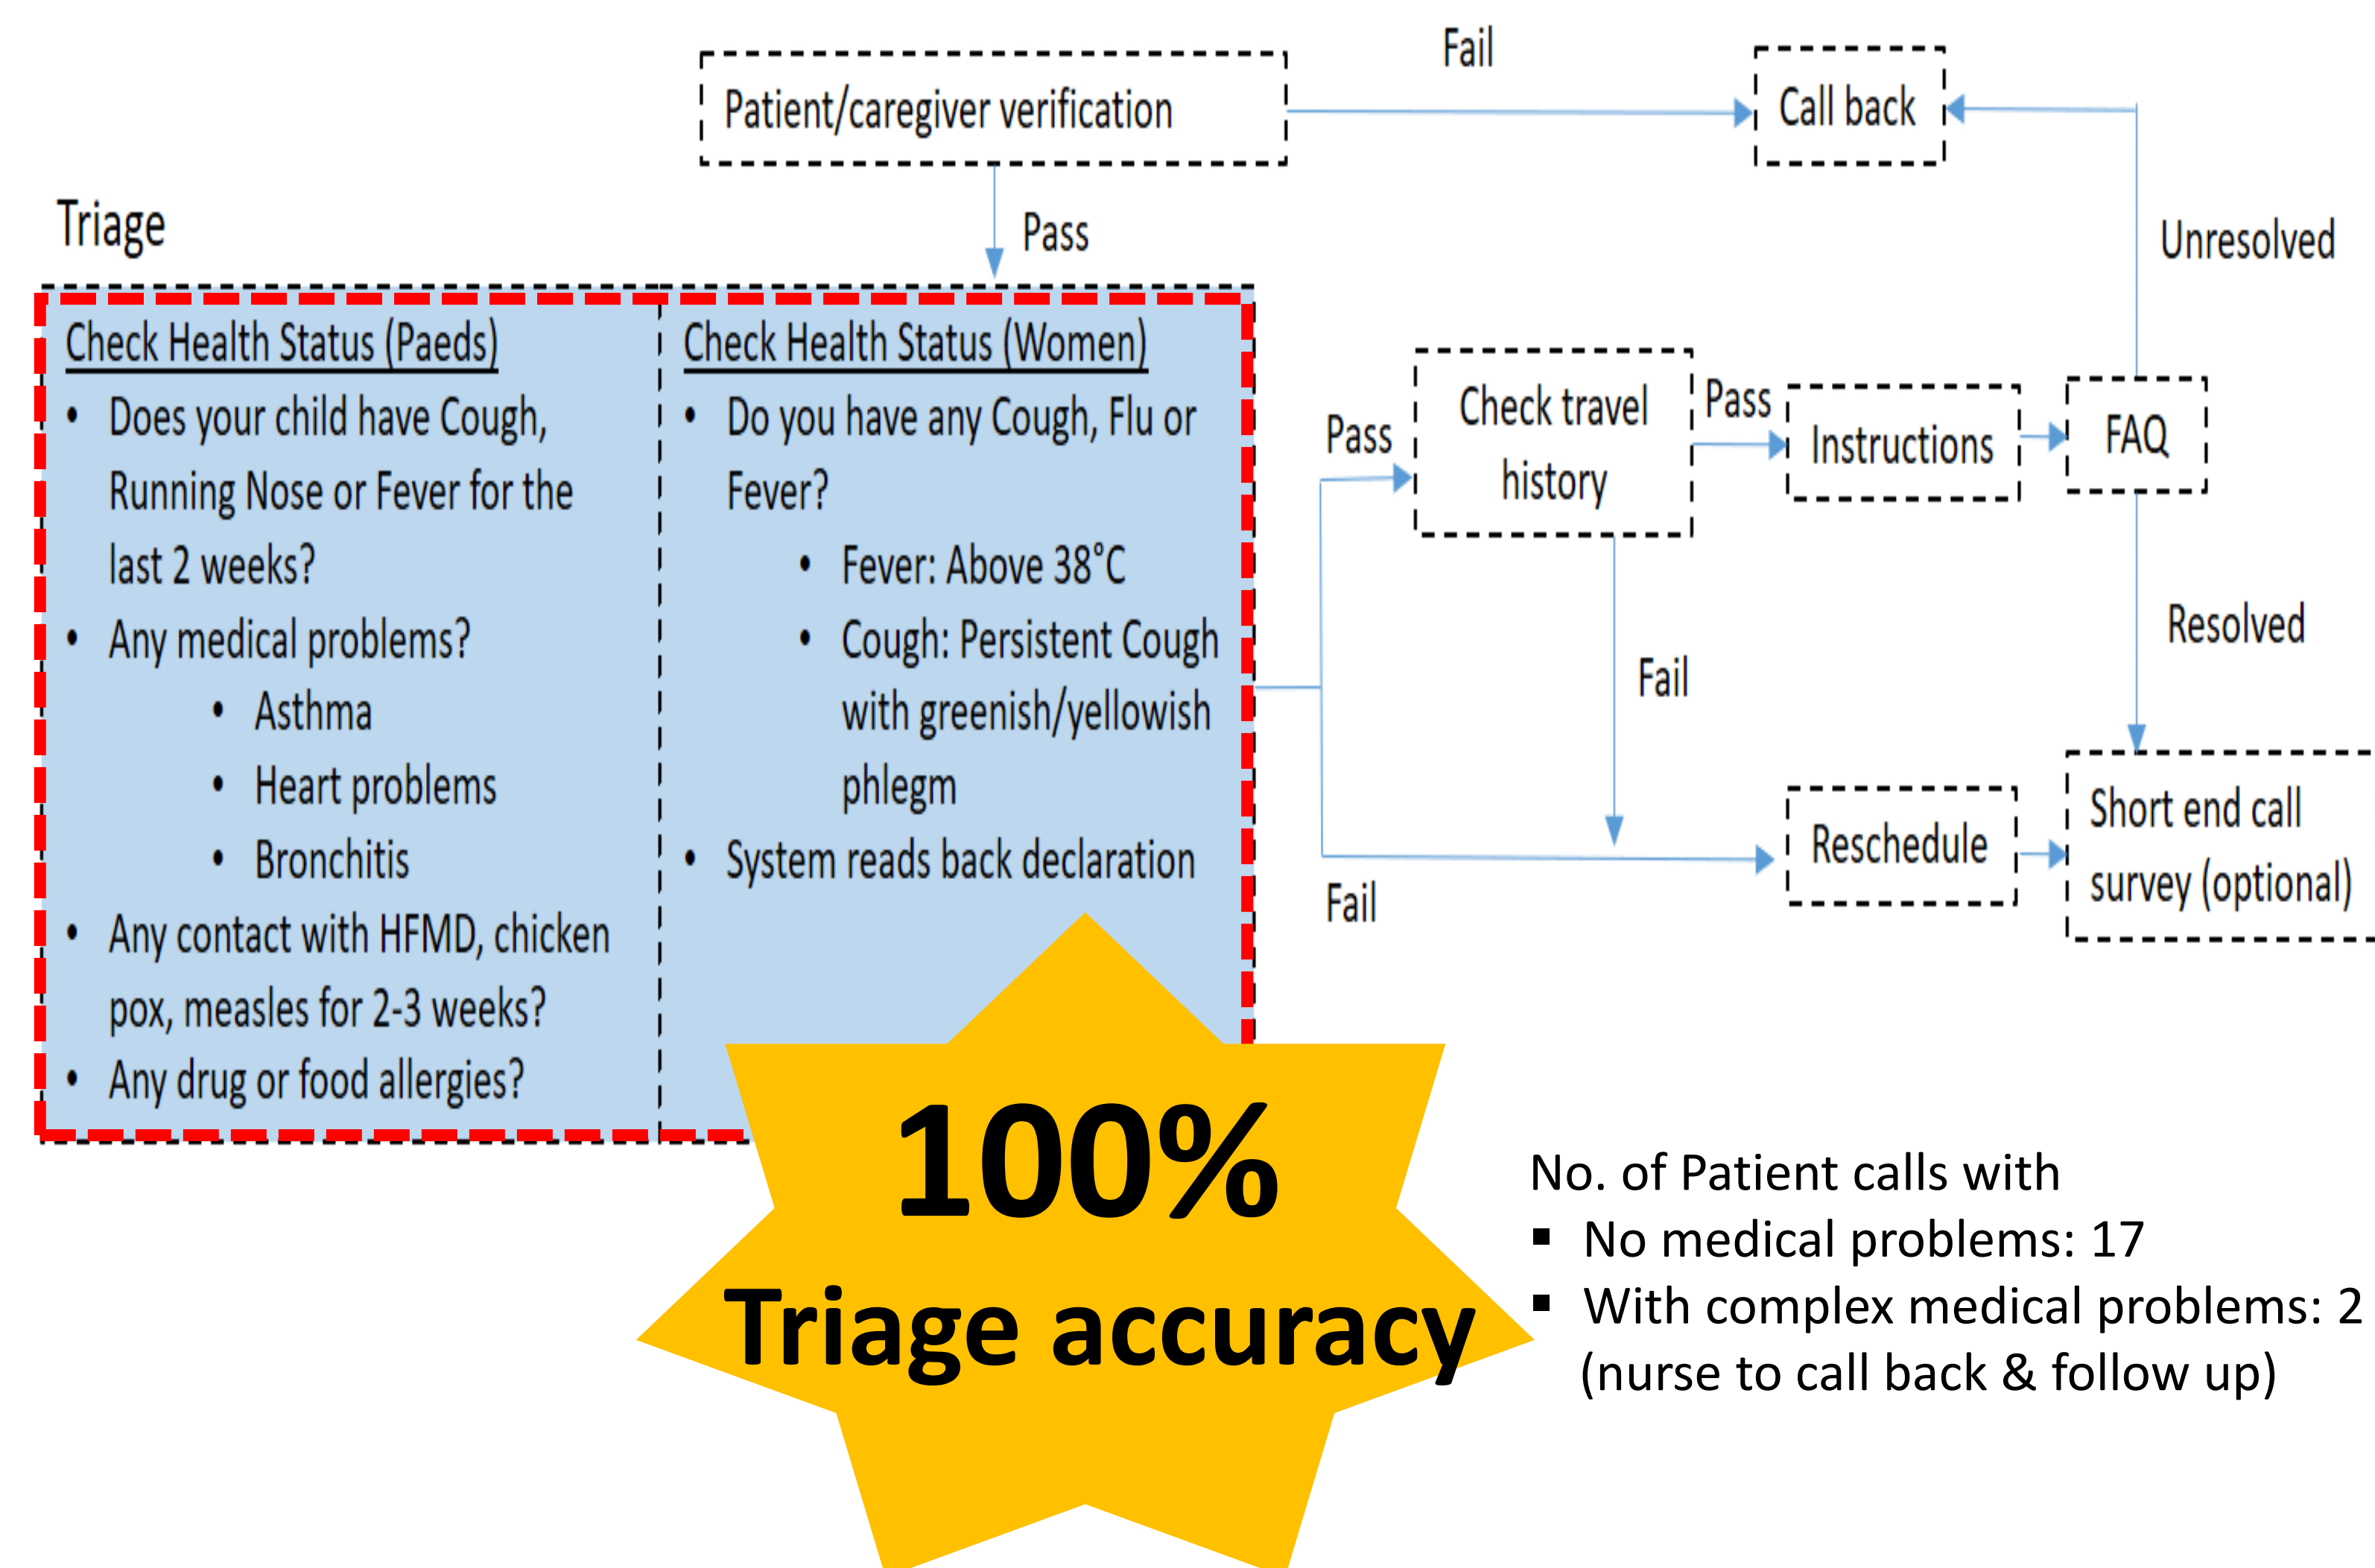 Fail
Patient/caregiver verification
Call back
Pass
Unresolved
Triage
Check Health Status (Paeds)
• Does your child have Cough,
Running Nose or Fever for the
last 2 weeks?
• Any medical problems?
• Asthma
• Heart problems
• Bronchitis
• Any contact with HFMD, chicken
pox, measles for 2-3 weeks?
• Any drug or food allergies?
Check Health Status (Women)
• Do you have any Cough, Flu or
Fever?
• Fever: Above 38°C
• Cough: Persistent Cough
with greenish/yellowish
phlegm
• System reads back declaration
Pass
Check travel
history
Pass
Instructions
FAQ
Fail
Resolved
Fail
Reschedule
Short end call
survey (optional)
100%
Triage accuracy
No. of Patient calls with
▪ No medical problems: 17
▪ With complex medical problems: 2
(nurse to call back & follow up)